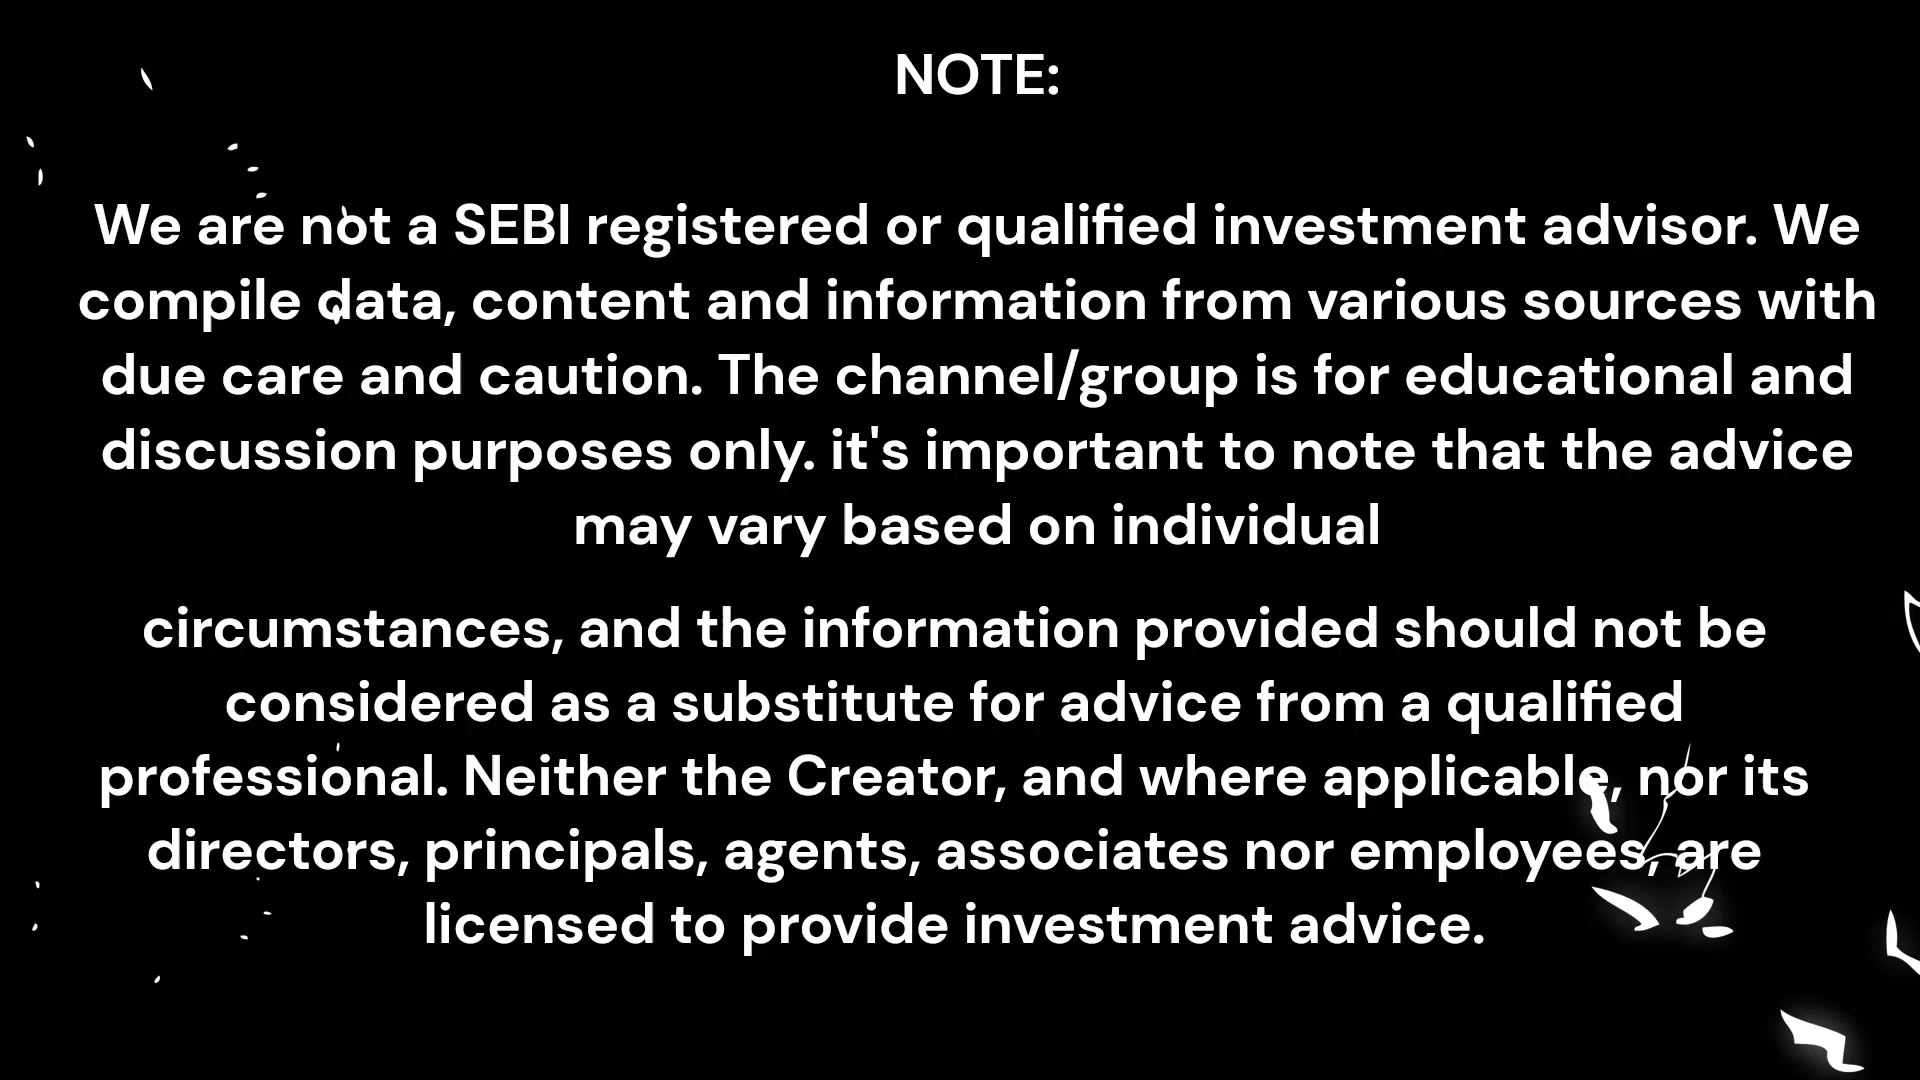 NOTE:
We are not a SEBI registered or qualified investment advisor. We
compile data, content and information from various sources with
due care and caution. The channel/group is for educational and
discussion purposes only. it's important to note that the advice
may vary based on individual
circumstances, and the information provided should not be
considered as a substitute for advice from a qualified
professional. Neither the Creator, and where applicable, nor its
directors, principals, agents, associates nor employees, are
licensed to provide investment advice.